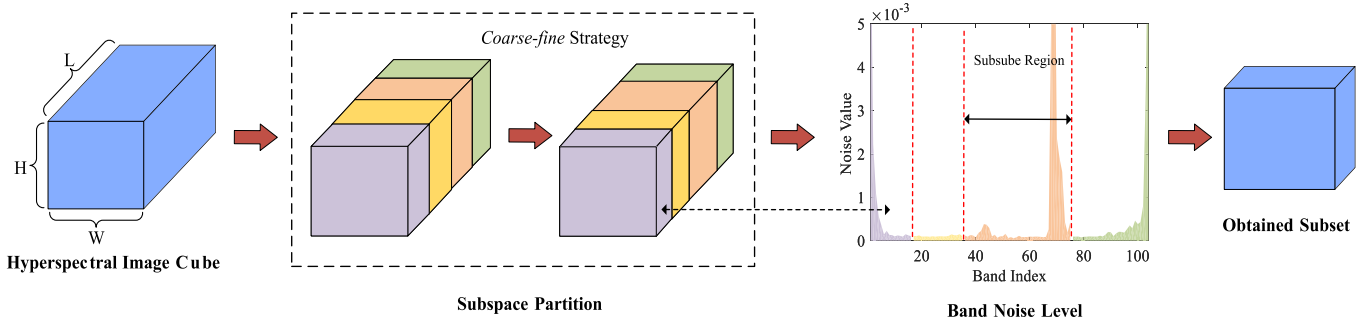 L
H
W
Hyperspectral Image Cube
Coarse-fine Strategy
Subspace Partition
×10⁻³
5
4
3
2
1
0
Noise Value
Subsube Region
20 40 60 80 100
Band Index
Band Noise Level
Obtained Subset